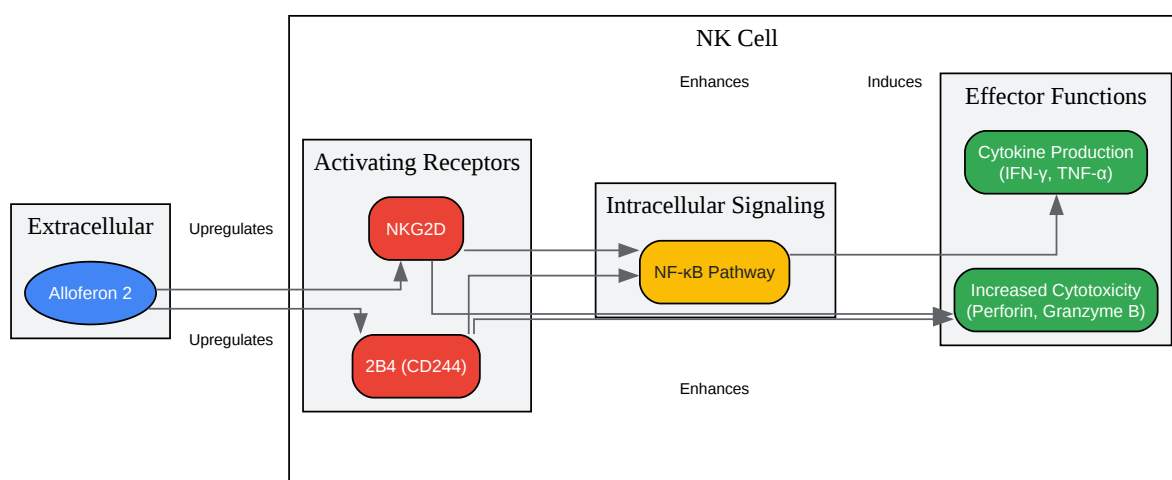 NK Cell
Enhances
Induces
Effector Functions
Cytokine Production
(IFN-γ, TNF-α)
Activating Receptors
Intracellular Signaling
Extracellular
Upregulates
NKG2D
NF-κB Pathway
Alloferon 2
Increased Cytotoxicity
(Perforin, Granzyme B)
Upregulates
2B4 (CD244)
Enhances